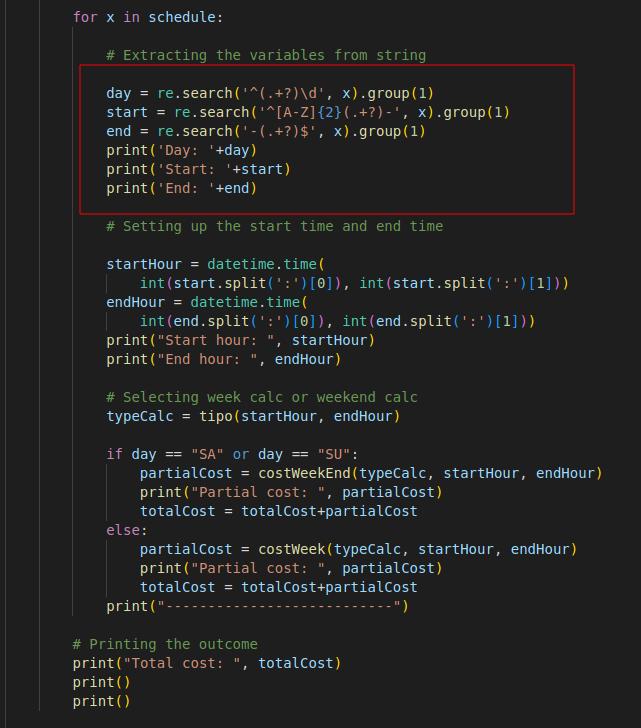 for x in schedule:
# Extracting the variables from string
day = re.search('^(.+?)\d', x).group(1)
start = re.search('^[A-Z]{2}(.+?)-', x).group(1)
end = re.search('-(.+?)$', x).group(1)
print('Day: '+day)
print('Start: '+start)
print('End: '+end)
# Setting up the start time and end time
startHour = datetime.time(
int(start.split(':')[0]), int(start.split(':')[1]))
endHour = datetime.time(
int(end.split(':')[0]), int(end.split(':')[1]))
print("Start hour: ", startHour)
print("End hour: ", endHour)
# Selecting week calc or weekend calc
typeCalc = tipo(startHour, endHour)
if day == "SA" or day == "SU":
partialCost = costWeekEnd(typeCalc, startHour, endHour)
print("Partial cost: ", partialCost)
totalCost = totalCost+partialCost
else:
partialCost = costWeek(typeCalc, startHour, endHour)
print("Partial cost: ", partialCost)
totalCost = totalCost+partialCost
print("---------------------------")
# Printing the outcome
print("Total cost: ", totalCost)
print()
print()